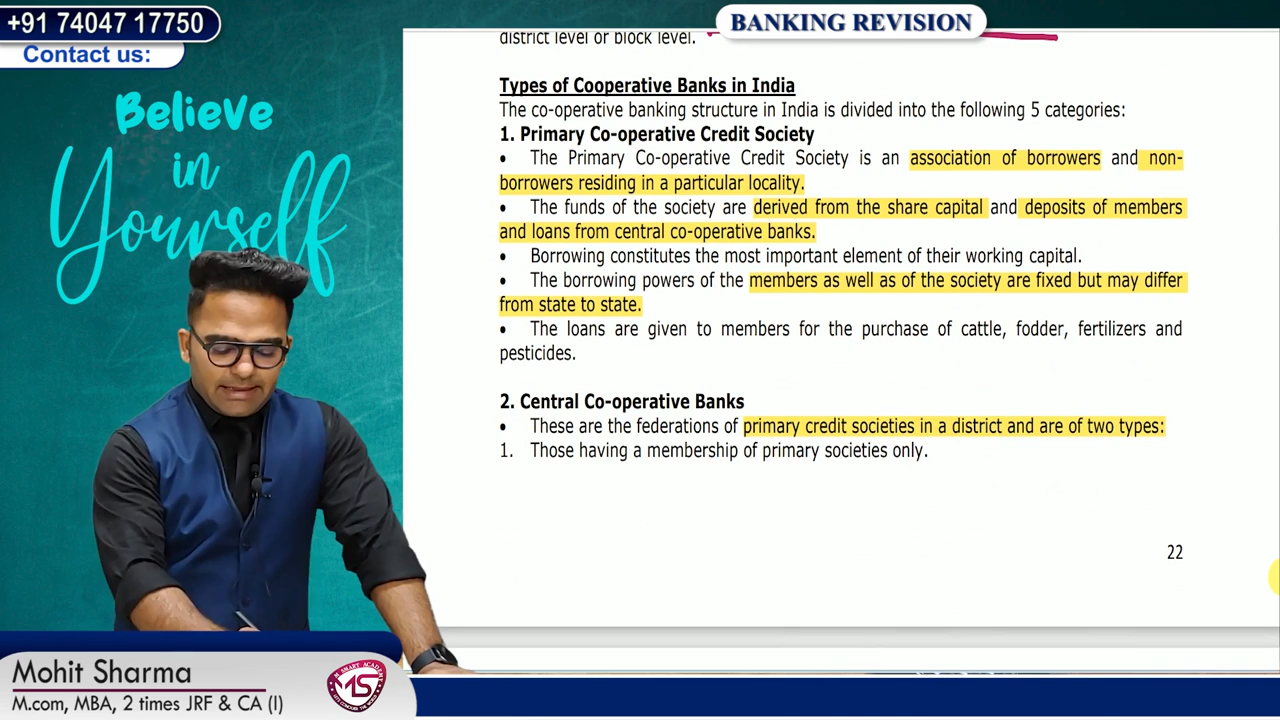 +91 74047 17750
Contact us:
BANKING REVISION
Believe
in
Yourself
district level or block level.
Types of Cooperative Banks in India
The co-operative banking structure in India is divided into the following 5 categories:
1. Primary Co-operative Credit Society
• The Primary Co-operative Credit Society is an association of borrowers and non-
borrowers residing in a particular locality.
• The funds of the society are derived from the share capital and deposits of members
and loans from central co-operative banks.
• Borrowing constitutes the most important element of their working capital.
• The borrowing powers of the members as well as of the society are fixed but may differ
from state to state.
• The loans are given to members for the purchase of cattle, fodder, fertilizers and
pesticides.
2. Central Co-operative Banks
• These are the federations of primary credit societies in a district and are of two types:
1. Those having a membership of primary societies only.
22
Mohit Sharma
M.com, MBA, 2 times JRF & CA (I)
MS